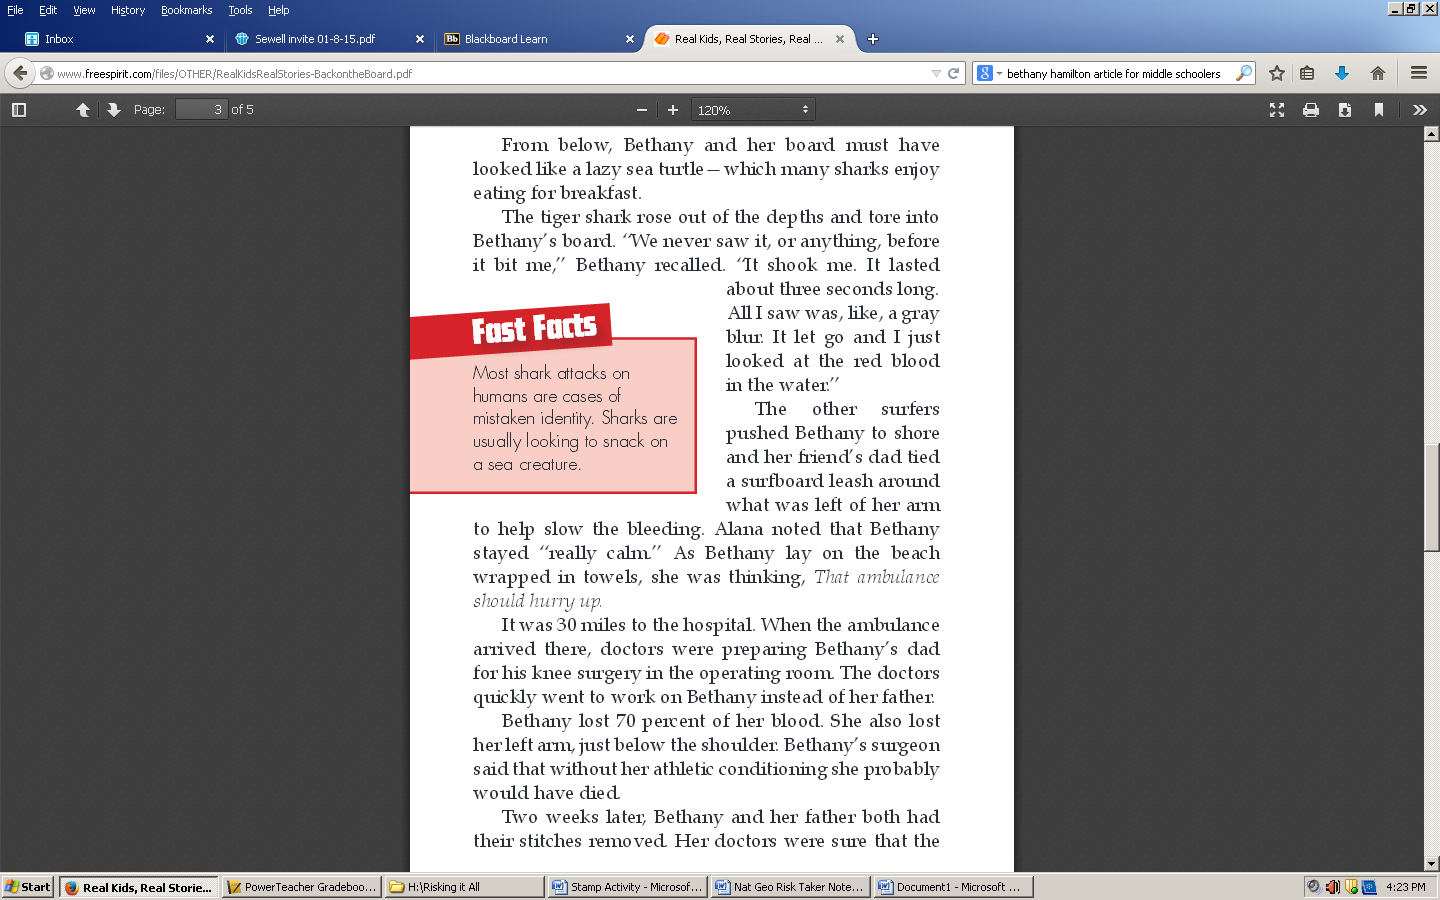 File Edit View History Bookmarks Tools Help
Inbox
Sewell invite 01-8-15.pdf
Bb Blackboard Learn
Real Kids, Real Stories, Real ...
www.freespirit.com/files/OTHER/RealKidsRealStories-BackontheBoard.pdf
8 bethany hamilton article for middle schoolers
Page: 3 of 5
120%
From below, Bethany and her board must have
looked like a lazy sea turtle—which many sharks enjoy
eating for breakfast.
The tiger shark rose out of the depths and tore into
Bethany's board. “We never saw it, or anything, before
it bit me,” Bethany recalled. “It shook me. It lasted
about three seconds long.
All I saw was, like, a gray
blur. It let go and I just
looked at the red blood
in the water.”
Fast Facts
Most shark attacks on
humans are cases of
mistaken identity. Sharks are
usually looking to snack on
a sea creature.
The other surfers
pushed Bethany to shore
and her friend's dad tied
a surfboard leash around
what was left of her arm
to help slow the bleeding. Alana noted that Bethany
stayed “really calm.” As Bethany lay on the beach
wrapped in towels, she was thinking, That ambulance
should hurry up.
It was 30 miles to the hospital. When the ambulance
arrived there, doctors were preparing Bethany's dad
for his knee surgery in the operating room. The doctors
quickly went to work on Bethany instead of her father.
Bethany lost 70 percent of her blood. She also lost
her left arm, just below the shoulder. Bethany's surgeon
said that without her athletic conditioning she probably
would have died.
Two weeks later, Bethany and her father both had
their stitches removed. Her doctors were sure that the
Start
Real Kids, Real Storie...
PowerTeacher Gradeboo...
H:\Risking it All
Stamp Activity - Microsof...
Nat Geo Risk Taker Note...
Document1 - Microsoft ...
4:23 PM